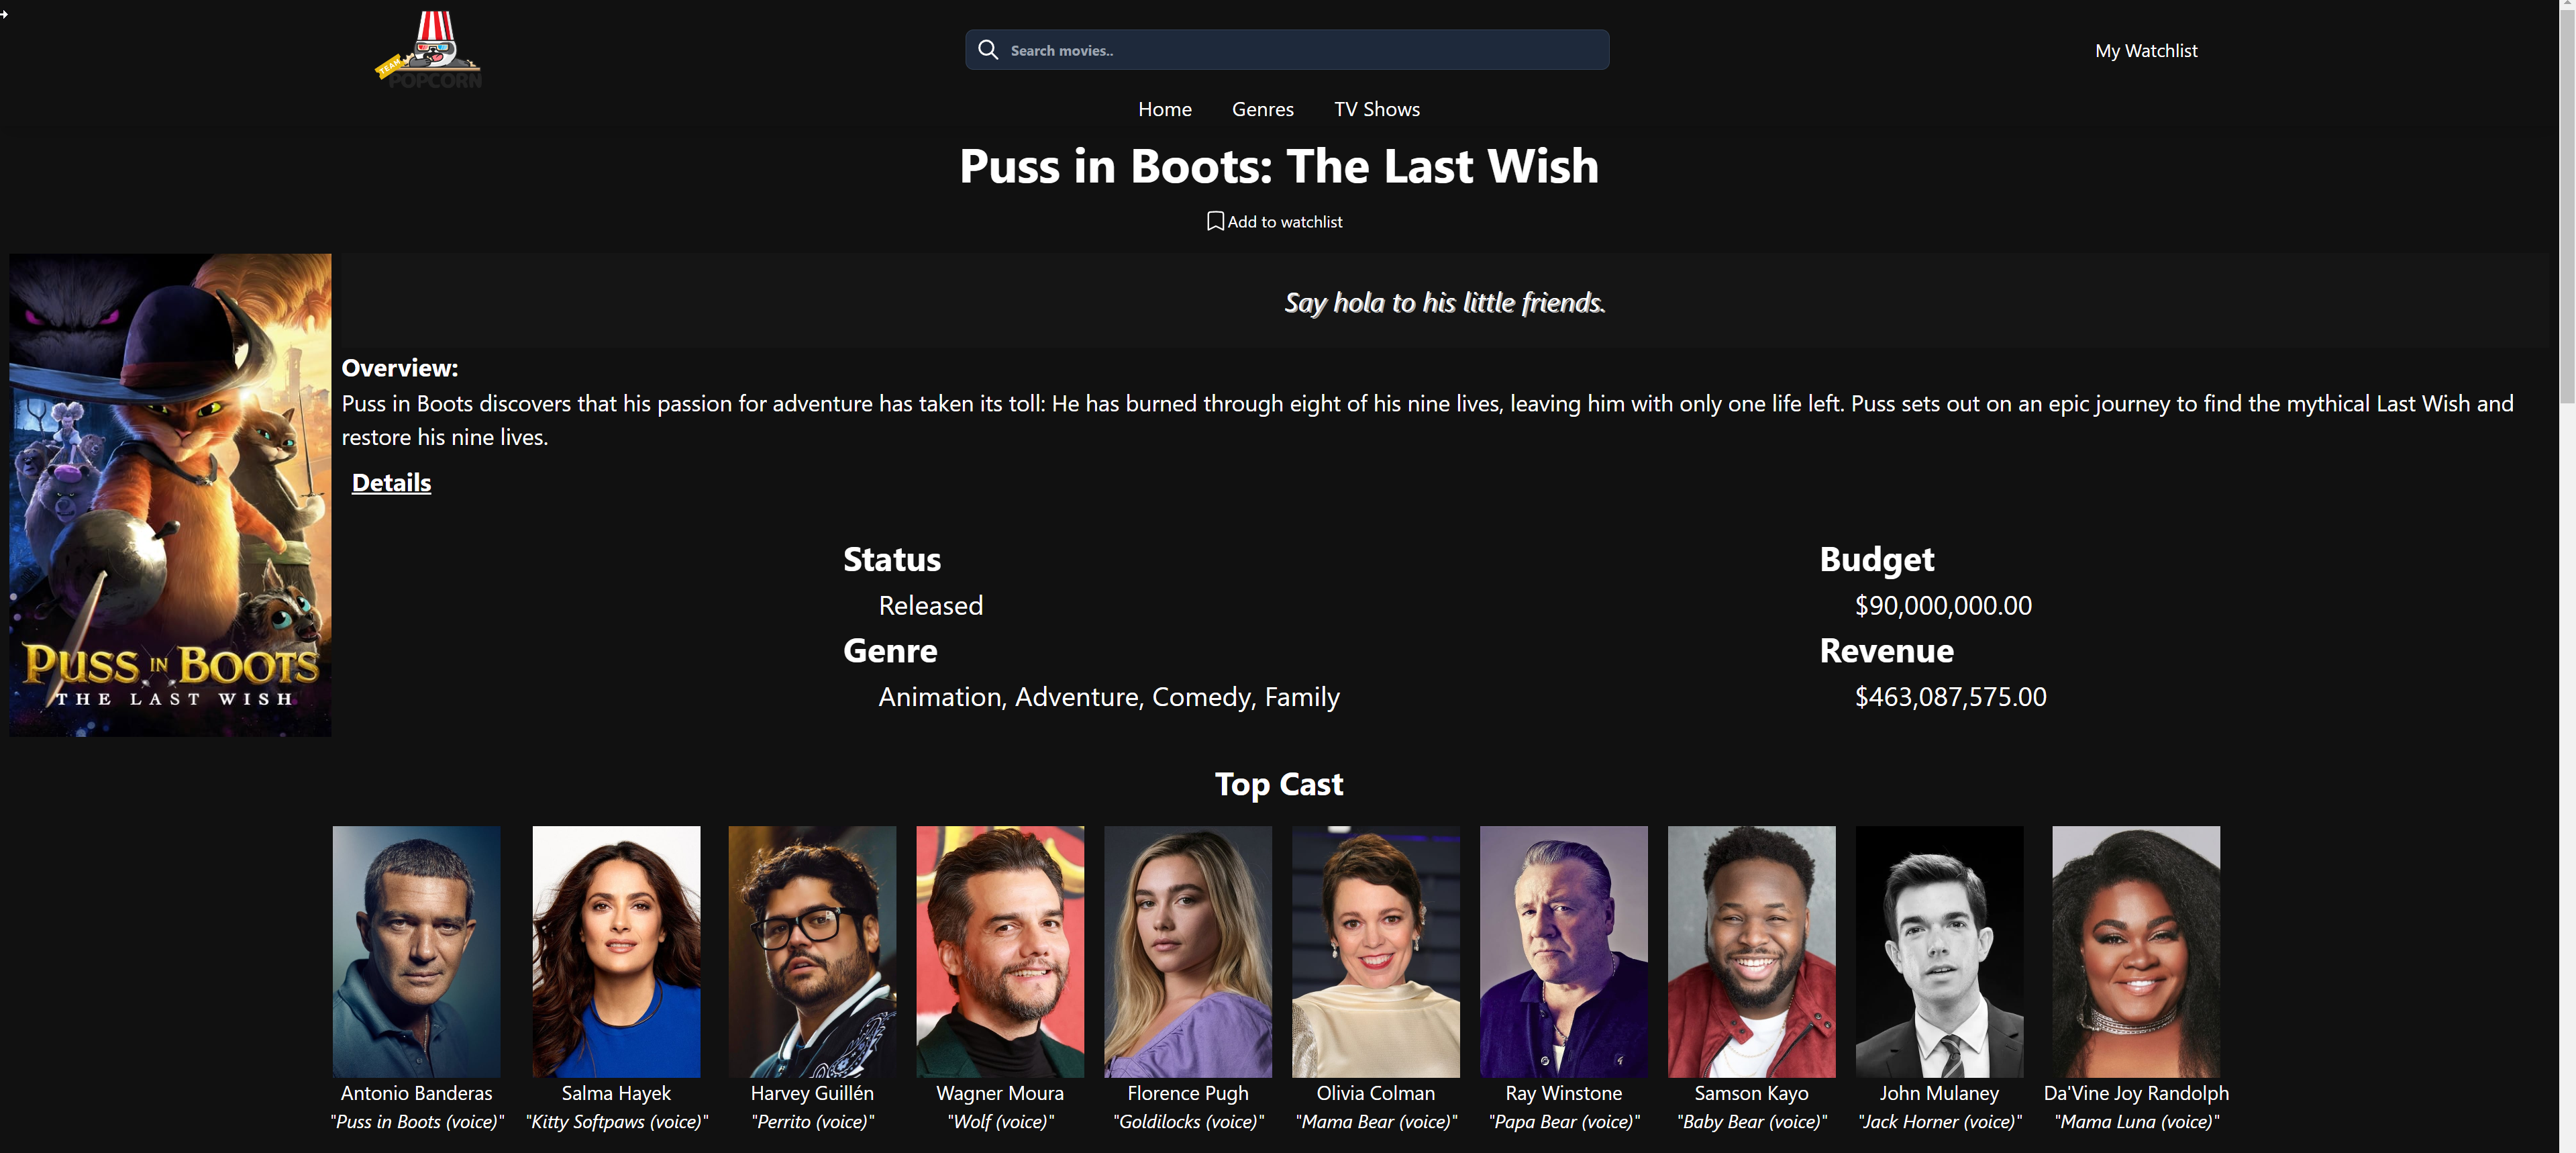 TEAM
POPCORN
Search movies..
My Watchlist
Home Genres TV Shows
Puss in Boots: The Last Wish
Add to watchlist
Say hola to his little friends.
Overview:
Puss in Boots discovers that his passion for adventure has taken its toll: He has burned through eight of his nine lives, leaving him with only one life left. Puss sets out on an epic journey to find the mythical Last Wish and
restore his nine lives.
Details
Status
Released
Genre
Animation, Adventure, Comedy, Family
Budget
$90,000,000.00
Revenue
$463,087,575.00
PUSS IN BOOTS
THE LAST WISH
Top Cast
Antonio Banderas
"Puss in Boots (voice)"
Salma Hayek
"Kitty Softpaws (voice)"
Harvey Guillén
"Perrito (voice)"
Wagner Moura
"Wolf (voice)"
Florence Pugh
"Goldilocks (voice)"
Olivia Colman
"Mama Bear (voice)"
Ray Winstone
"Papa Bear (voice)"
Samson Kayo
"Baby Bear (voice)"
John Mulaney
"Jack Horner (voice)"
Da'Vine Joy Randolph
"Mama Luna (voice)"